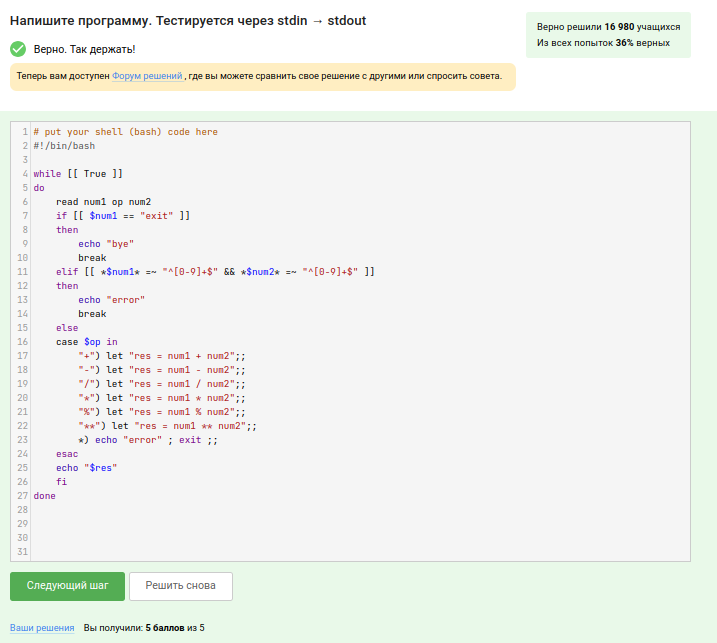 Напишите программу. Тестируется через stdin → stdout
Верно решили 16 980 учащихся
Из всех попыток 36% верных
Верно. Так держать!
Теперь вам доступен Форум решений, где вы можете сравнить свое решение с другими или спросить совета.
1 # put your shell (bash) code here
2 #!/bin/bash
3
4 while [[ True ]]
5 do
6     read num1 op num2
7     if [[ $num1 == "exit" ]]
8     then
9         echo "bye"
10         break
11     elif [[ *$num1* =~ "^[0-9]+$" && *$num2* =~ "^[0-9]+$" ]]
12     then
13         echo "error"
14         break
15     else
16     case $op in
17         "+") let "res = num1 + num2";;
18         "-") let "res = num1 - num2";;
19         "/") let "res = num1 / num2";;
20         "*") let "res = num1 * num2";;
21         "%") let "res = num1 % num2";;
22         "**") let "res = num1 ** num2";;
23         *) echo "error" ; exit ;;
24     esac
25     echo "$res"
26     fi
27 done
28
29
30
31
Следующий шаг
Решить снова
Ваши решения Вы получили: 5 баллов из 5